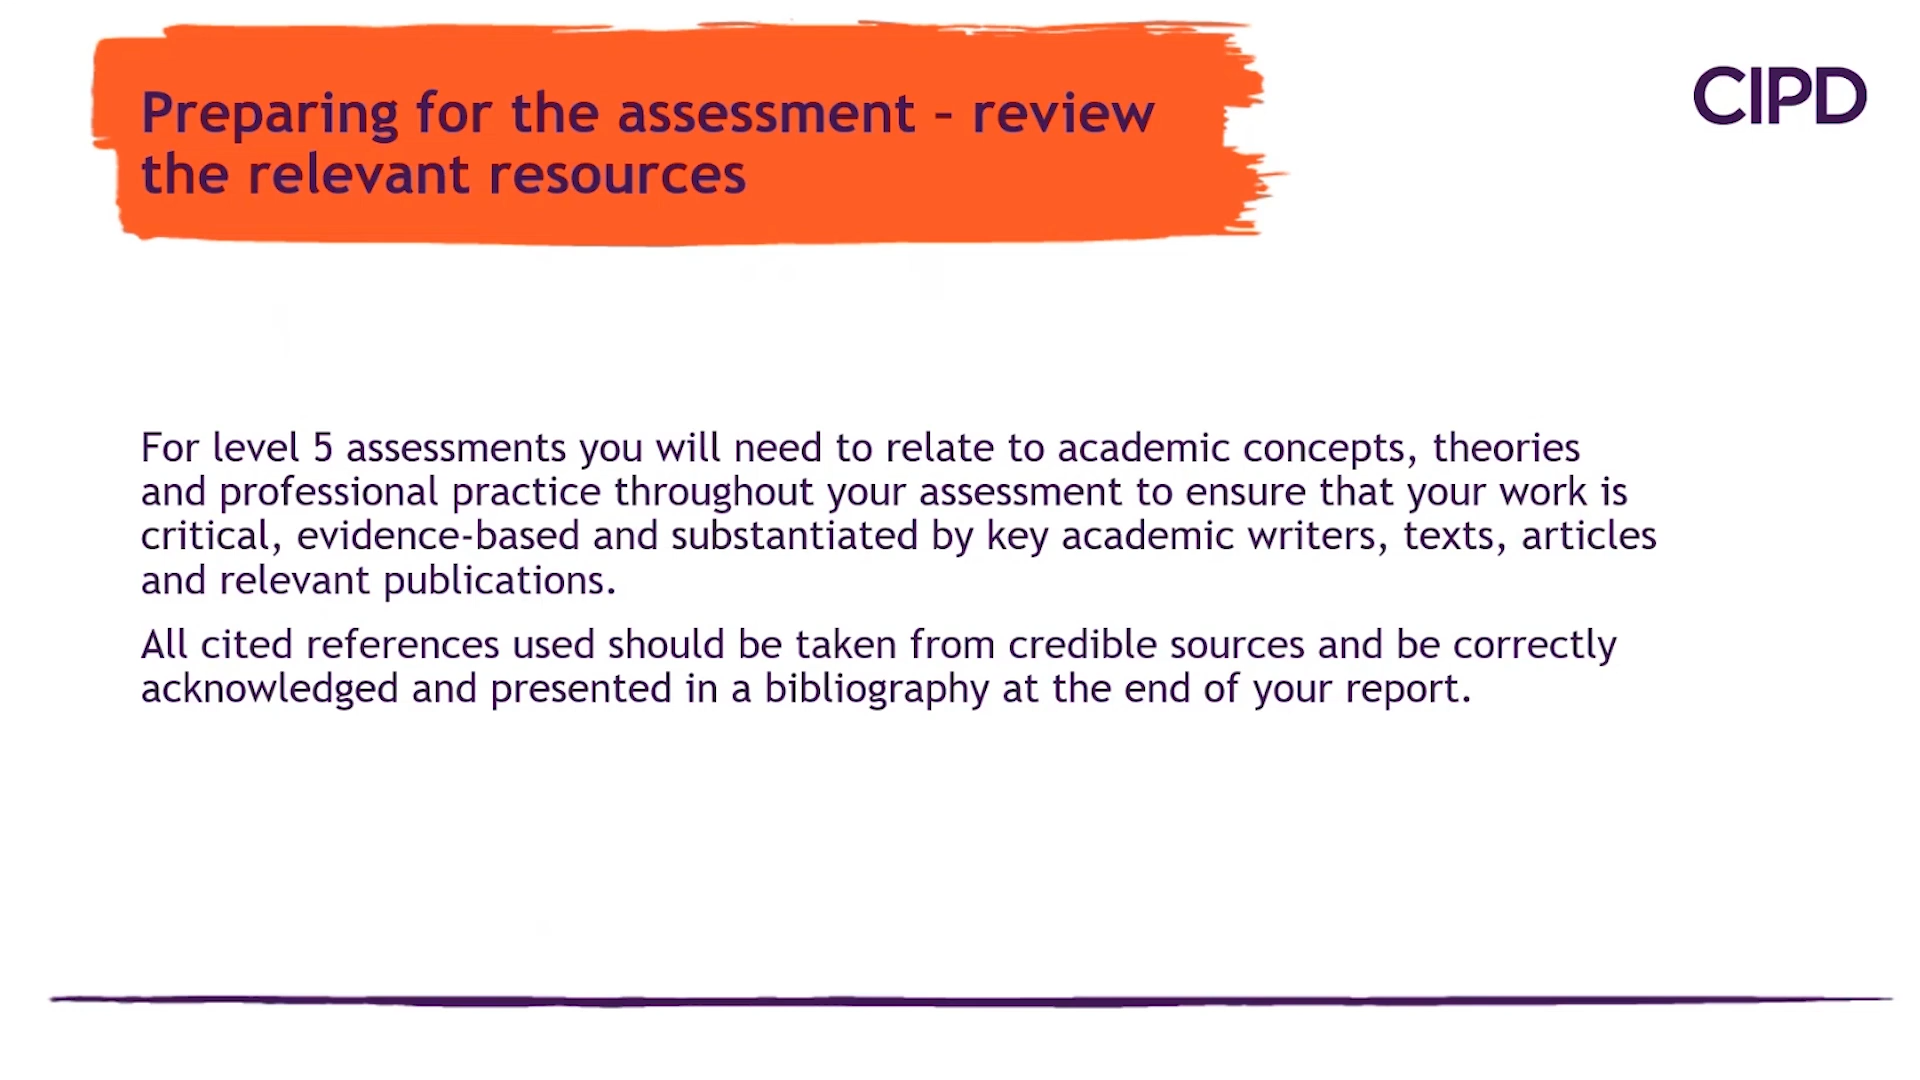 Preparing for the assessment – review
the relevant resources
CIPD
For level 5 assessments you will need to relate to academic concepts, theories
and professional practice throughout your assessment to ensure that your work is
critical, evidence-based and substantiated by key academic writers, texts, articles
and relevant publications.
All cited references used should be taken from credible sources and be correctly
acknowledged and presented in a bibliography at the end of your report.